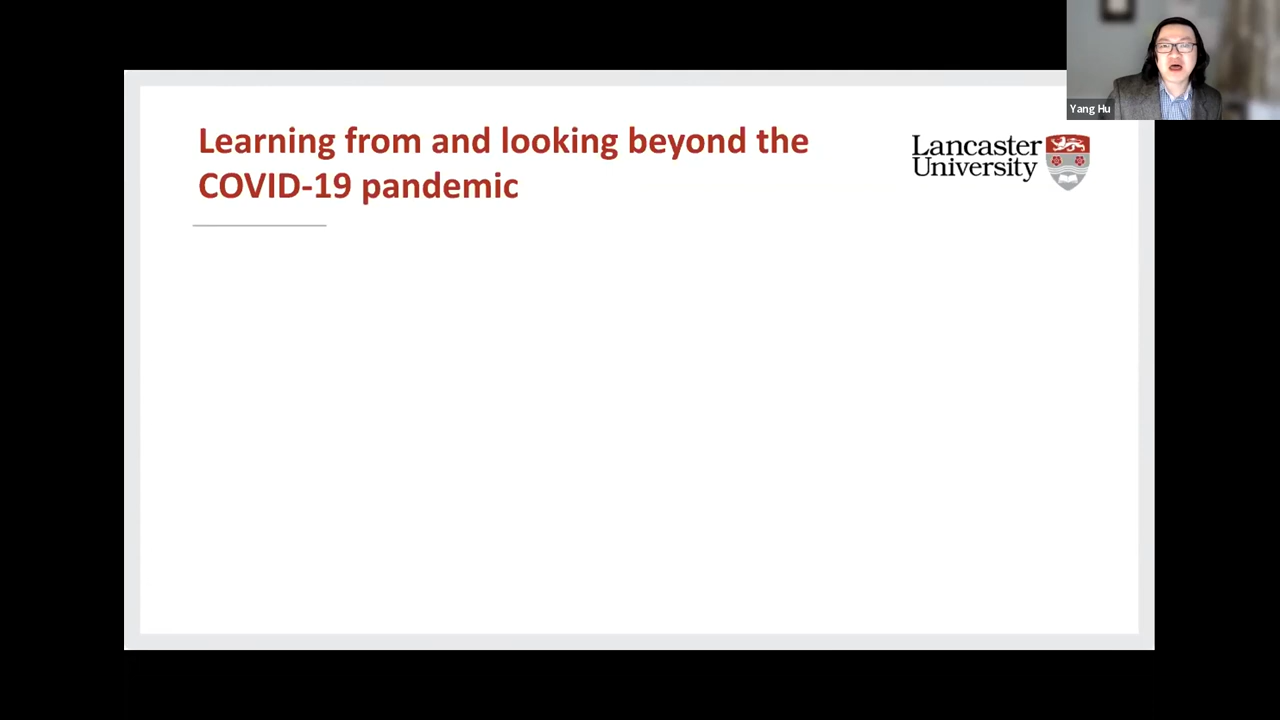 Learning from and looking beyond the
COVID-19 pandemic
Lancaster
University
Yang Hu